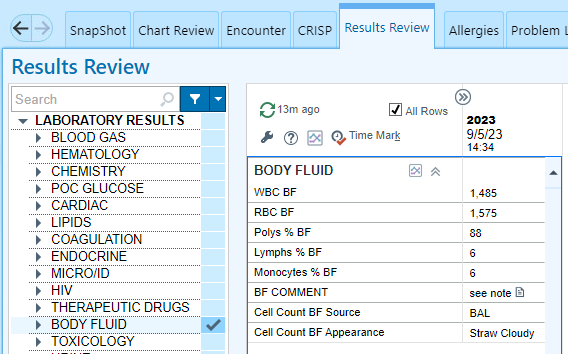 SnapShot Chart Review Encounter CRISP Results Review Allergies Problem L
Results Review
Search
LABORATORY RESULTS
BLOOD GAS
HEMATOLOGY
CHEMISTRY
POC GLUCOSE
CARDIAC
LIPIDS
COAGULATION
ENDOCRINE
MICRO/ID
HIV
THERAPEUTIC DRUGS
BODY FLUID
TOXICOLOGY
13m ago All Rows
Time Mark
2023
9/5/23
14:34
BODY FLUID
WBC BF 1,485
RBC BF 1,575
Polys % BF 88
Lymphs % BF 6
Monocytes % BF 6
BF COMMENT see note
Cell Count BF Source BAL
Cell Count BF Appearance Straw Cloudy